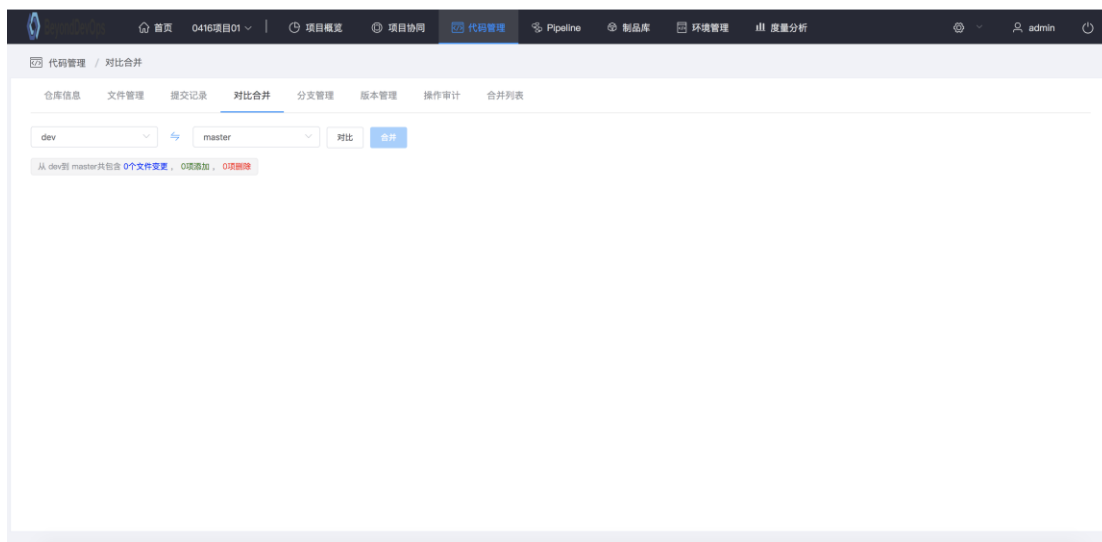 首页 0416项目01 项目概览 项目协同 代码管理 Pipeline 制品库 环境管理 度量分析 admin
代码管理 / 对比合并
仓库信息 文件管理 提交记录 对比合并 分支管理 版本管理 操作审计 合并列表
dev master 对比 合并
从 dev到 master共包含 0个文件变更 , 0项添加 , 0项删除